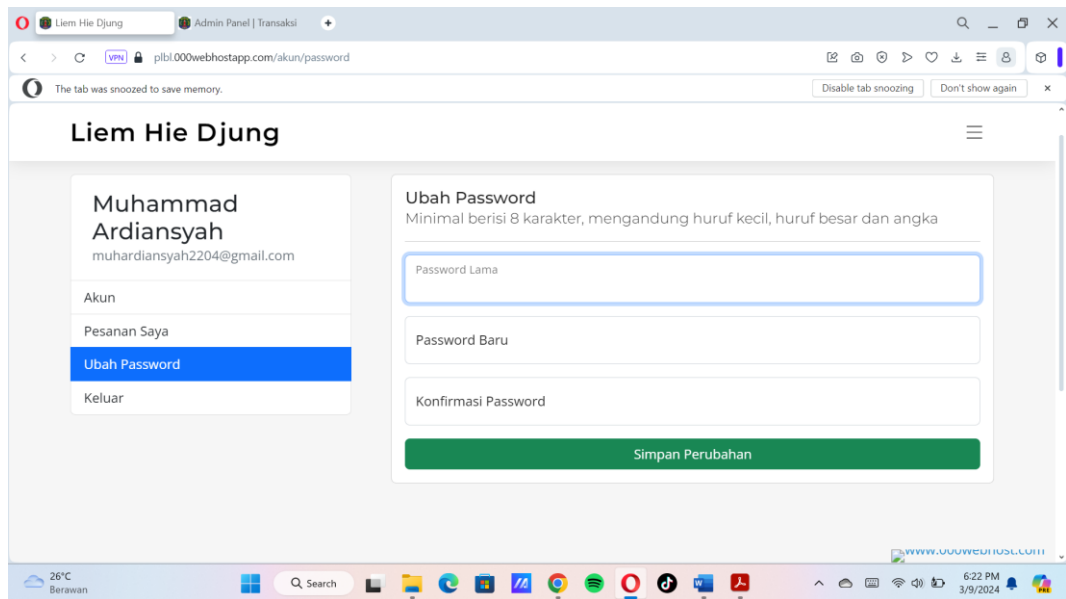 Liem Hie Djung
Admin Panel | Transaksi
VPN
plbl.000webhostapp.com/akun/password
The tab was snoozed to save memory.
Disable tab snoozing
Don't show again
Liem Hie Djung
Muhammad
Ardiansyah
muhardiansyah2204@gmail.com
Akun
Pesanan Saya
Ubah Password
Keluar
Ubah Password
Minimal berisi 8 karakter, mengandung huruf kecil, huruf besar dan angka
Password Lama
Password Baru
Konfirmasi Password
Simpan Perubahan
www.000webhost.com
26°C
Berawan
Search
6:22 PM
3/9/2024
PRE